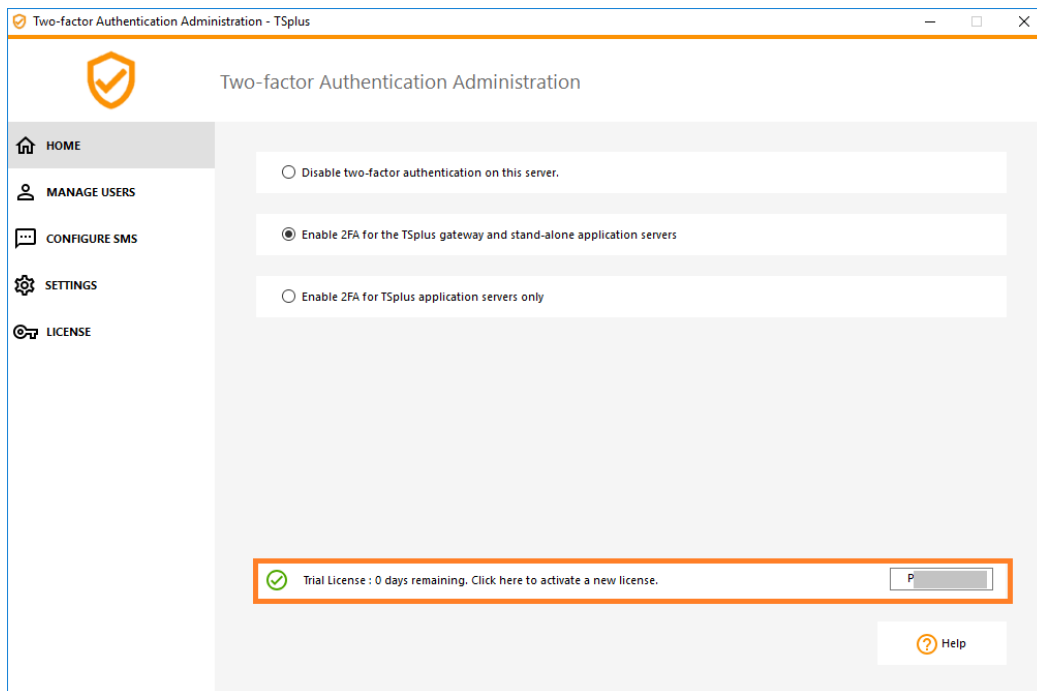 Two-factor Authentication Administration - TSplus
Two-factor Authentication Administration
HOME
MANAGE USERS
CONFIGURE SMS
SETTINGS
LICENSE
Disable two-factor authentication on this server.
Enable 2FA for the TSplus gateway and stand-alone application servers
Enable 2FA for TSplus application servers only
Trial License : 0 days remaining. Click here to activate a new license.
P
Help